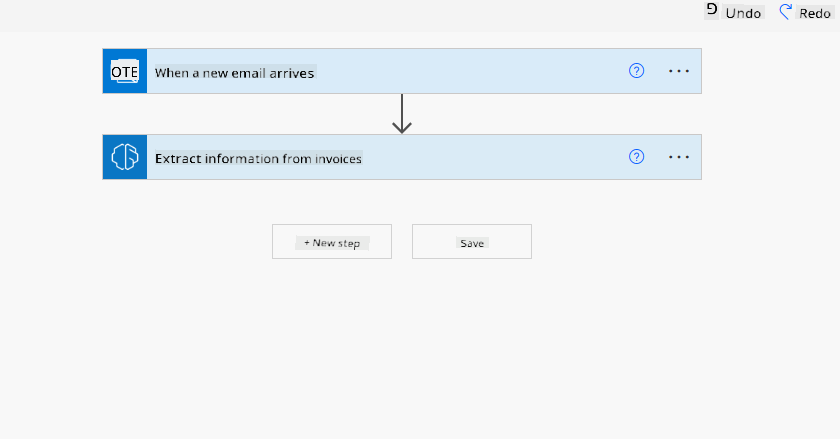 Undo
Redo
OTE
When a new email arrives
?
...
Extract information from invoices
?
...
+ New step
Save